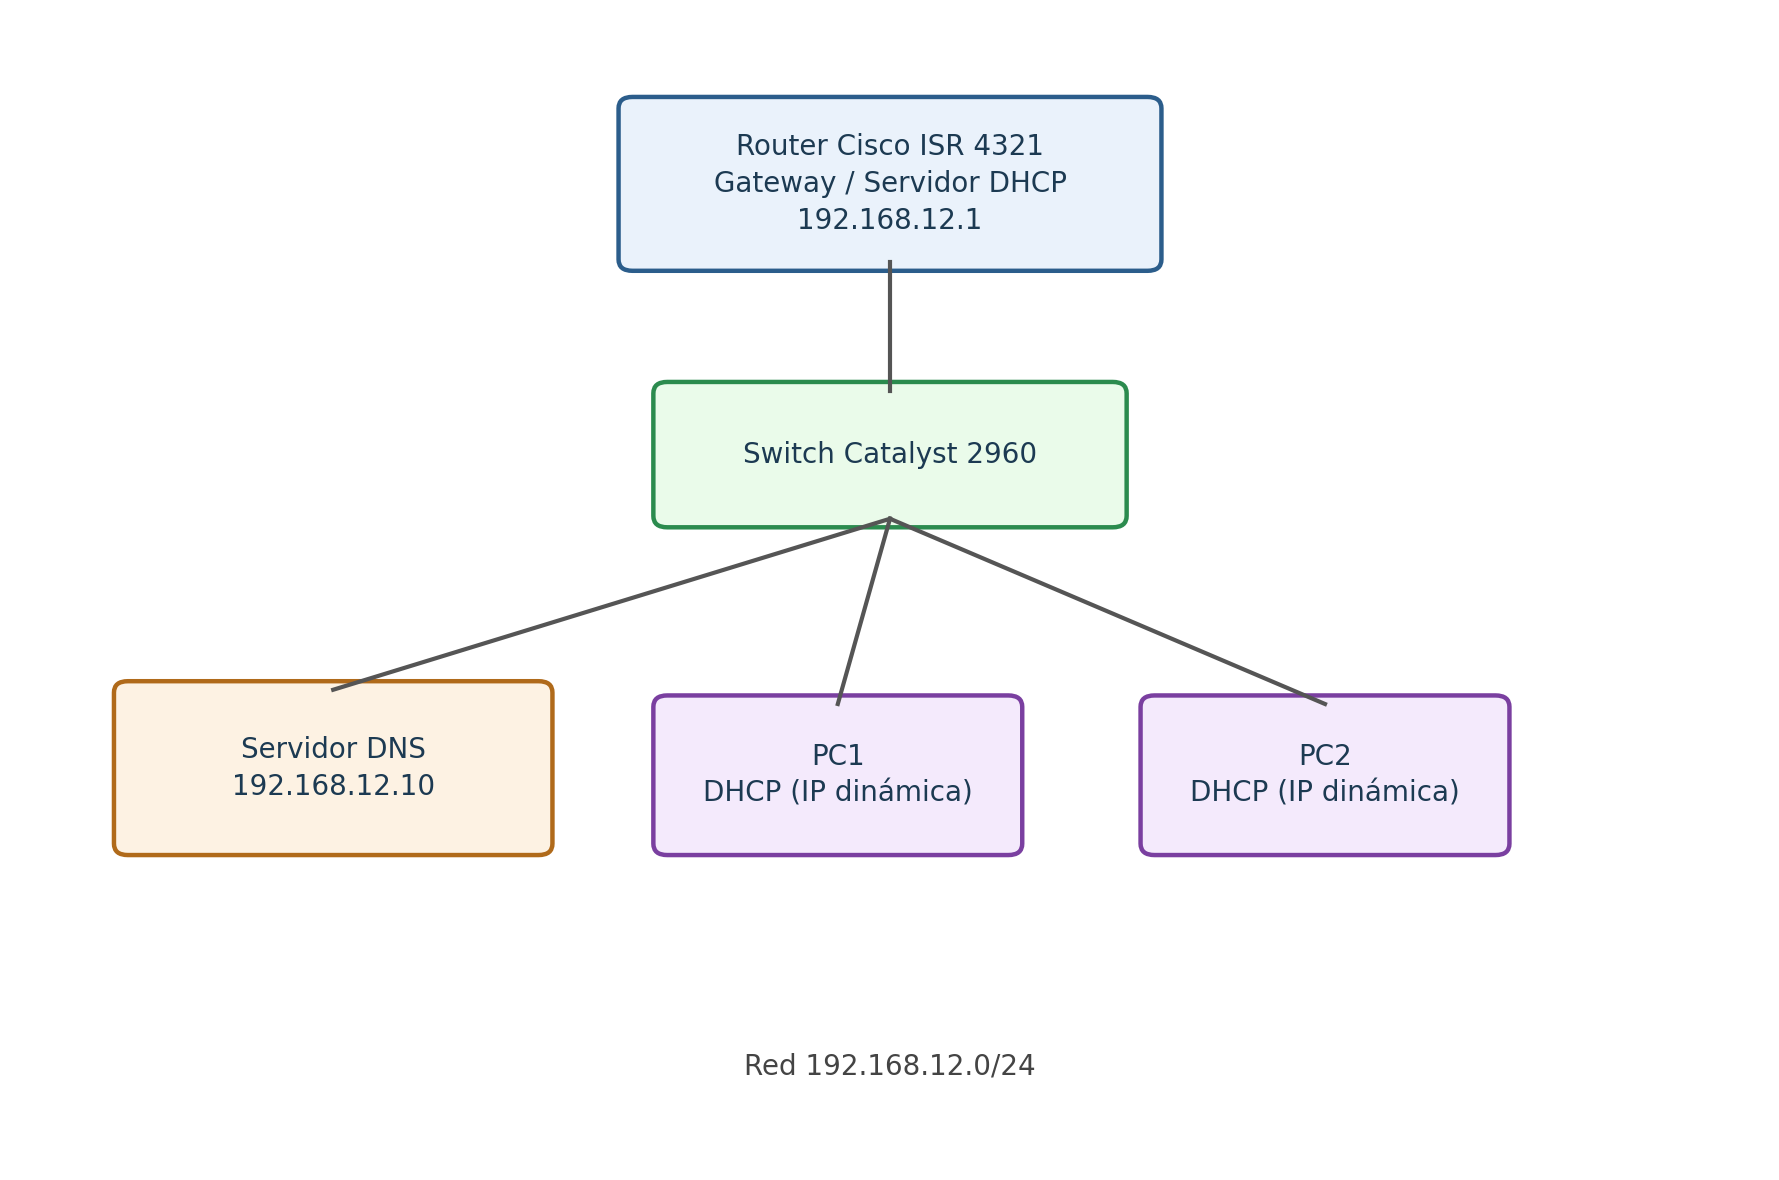 Router Cisco ISR 4321
Gateway / Servidor DHCP
192.168.12.1
Switch Catalyst 2960
Servidor DNS
192.168.12.10
PC1
DHCP (IP dinámica)
PC2
DHCP (IP dinámica)
Red 192.168.12.0/24